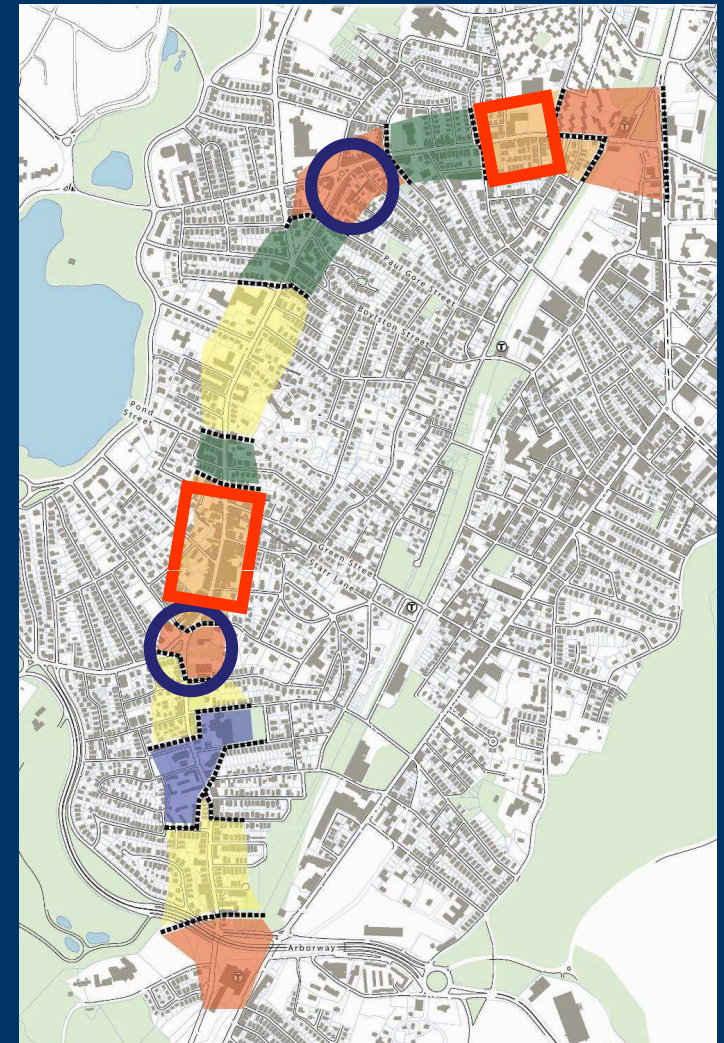 T
Paul Gore Street
Boylston Street
T
Pond
Street
Green Street
Starr Lane
T
Arborway
T